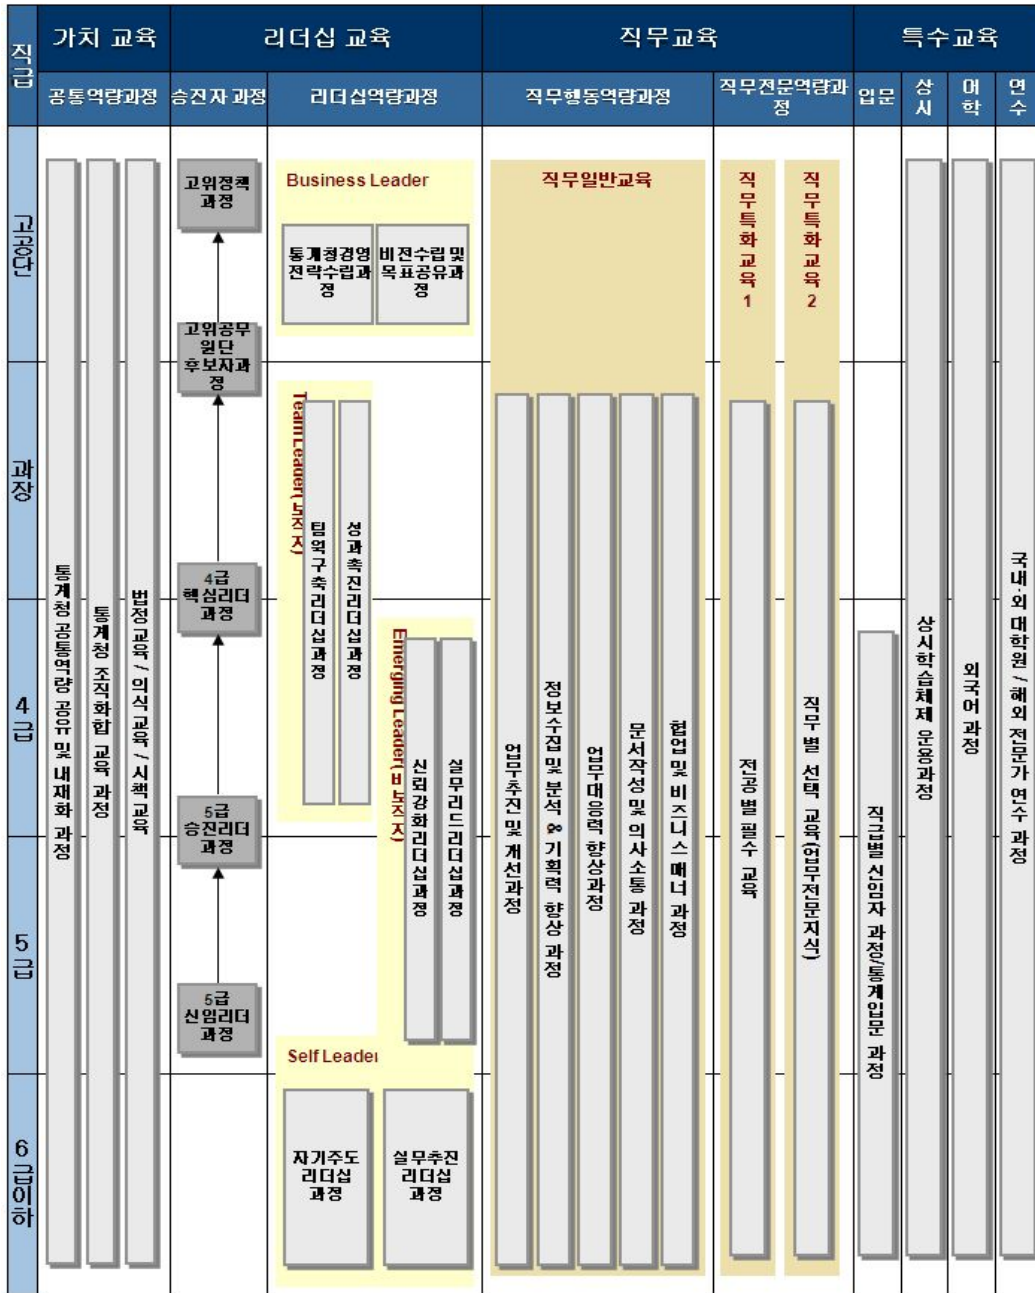 직급
가치 교육
리더십 교육
직무교육
특수교육
공통역량과정
승진자 과정
리더십역량과정
직무행동역량과정
직무전문역량과
정
입문
상시
어학
연수
고공단
과장
4급
5급
6급이하
통계청 공통역량 공유 및 내재화 과정
통계청 조직화합 교육 과정
법정 교육 / 의식 교육 / 시책 교육
고위정책
과정
고위공무
원단
후보자과
정
4급
핵심리더
과정
5급
승진리더
과정
5급
신임리더
과정
Business Leader
통계청경영
전략수립과
정
비전수립 및
목표공유과
정
Team Leader(보직자)
팀웍구축리더십과정
성과촉진리더십과정
Emerging Leader(비보직자)
신뢰강화리더십과정
실무리드리더십과정
Self Leader
자기주도
리더십
과정
실무추진
리더십
과정
직무일반교육
업무추진 및 개선과정
정보수집 및 분석 & 기획력 향상 과정
업무대응력 향상과정
문서작성 및 의사소통 과정
협업 및 비즈니스 매너 과정
직무특화교육 1
전공별 필수 교육
직무특화교육 2
직무 별 선택 교육(업무전문지식)
직급별 신임자 과정/통계입문 과정
상시학습체제 운용과정
외국어 과정
국내·외 대학원 / 해외 전문가 연수 과정